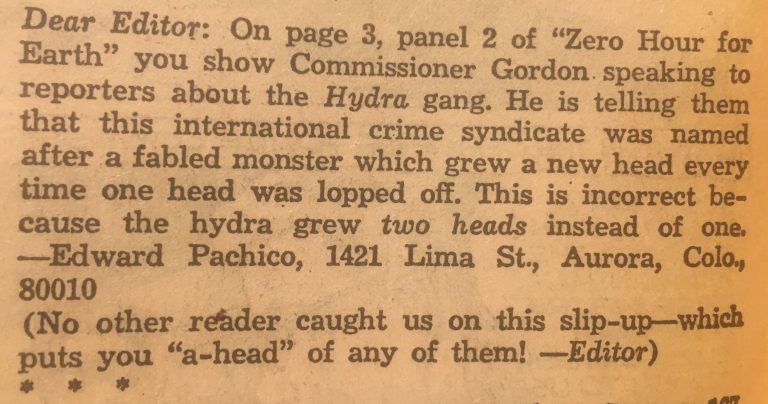 Dear Editor: On page 3, panel 2 of "Zero Hour for
Earth" you show Commissioner Gordon speaking to
reporters about the Hydra gang. He is telling them
that this international crime syndicate was named
after a fabled monster which grew a new head every
time one head was lopped off. This is incorrect be-
cause the hydra grew two heads instead of one.
—Edward Pachico, 1421 Lima St., Aurora, Colo.,
80010
(No other reader caught us on this slip-up—which
puts you "a-head" of any of them! —Editor)
* * *